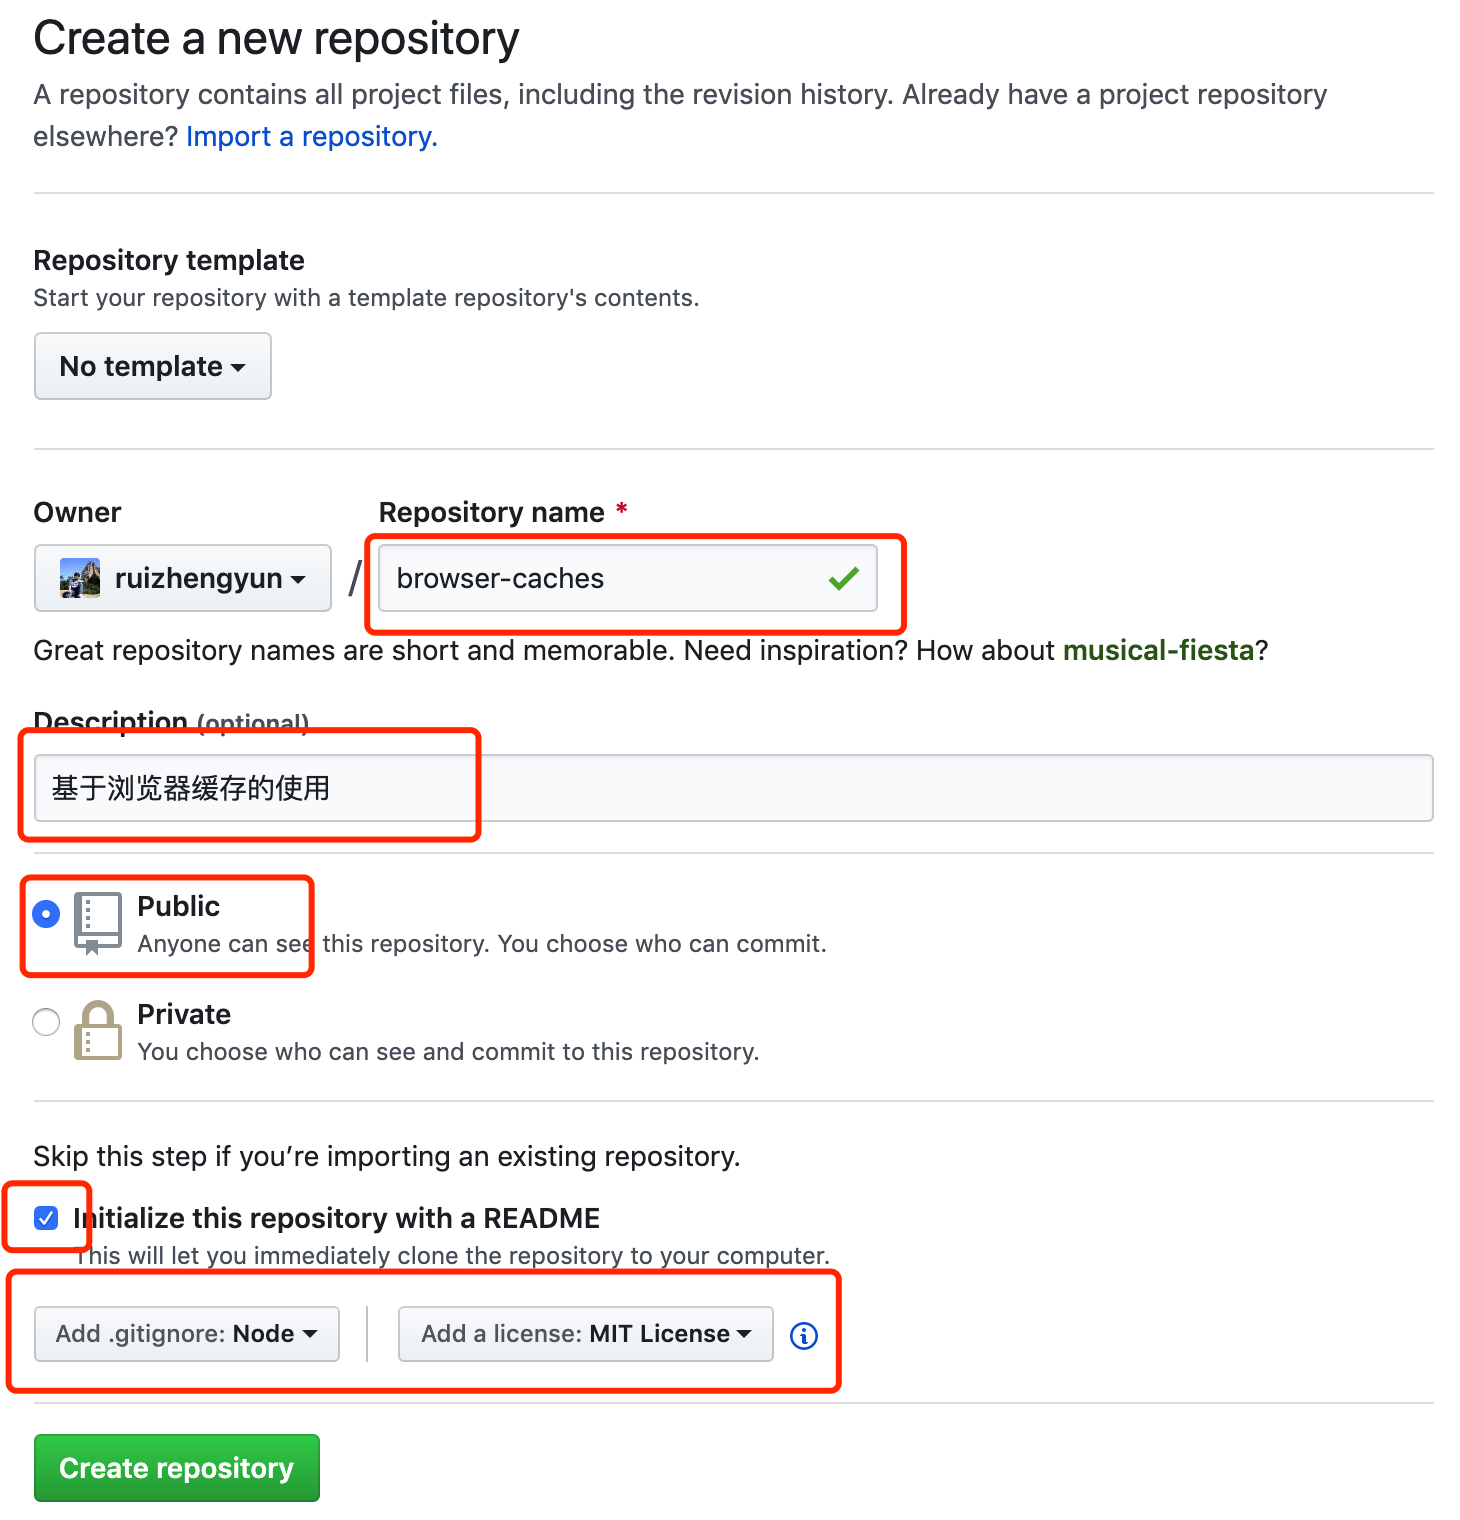 Create a new repository
A repository contains all project files, including the revision history. Already have a project repository
elsewhere? Import a repository.
Repository template
Start your repository with a template repository's contents.
No template
Owner
Repository name *
ruizhengyun / browser-caches
Great repository names are short and memorable. Need inspiration? How about musical-fiesta?
Description (optional)
基于浏览器缓存的使用
Public
Anyone can see this repository. You choose who can commit.
Private
You choose who can see and commit to this repository.
Skip this step if you’re importing an existing repository.
Initialize this repository with a README
This will let you immediately clone the repository to your computer.
Add .gitignore: Node
Add a license: MIT License
Create repository